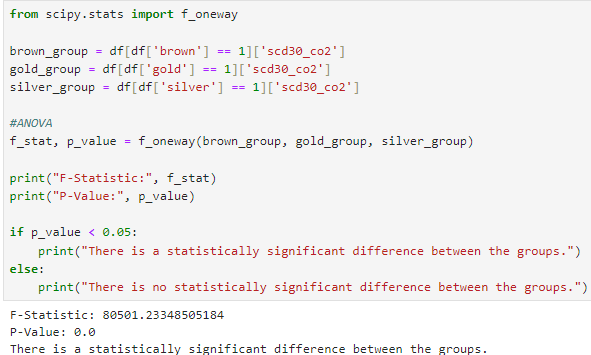 from scipy.stats import f_oneway
brown_group = df[df['brown'] == 1]['scd30_co2']
gold_group = df[df['gold'] == 1]['scd30_co2']
silver_group = df[df['silver'] == 1]['scd30_co2']
#ANOVA
f_stat, p_value = f_oneway(brown_group, gold_group, silver_group)
print("F-Statistic:", f_stat)
print("P-Value:", p_value)
if p_value < 0.05:
    print("There is a statistically significant difference between the groups.")
else:
    print("There is no statistically significant difference between the groups.")
F-Statistic: 80501.23348505184
P-Value: 0.0
There is a statistically significant difference between the groups.